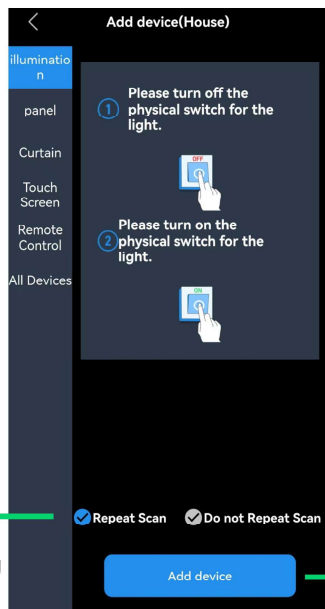 Add device(House)
illuminatio
n
panel
Curtain
Touch
Screen
Remote
Control
All Devices
1 Please turn off the
physical switch for the
light.
OFF
2 Please turn on the
physical switch for the
light.
ON
Repeat Scan
Do not Repeat Scan
Add device